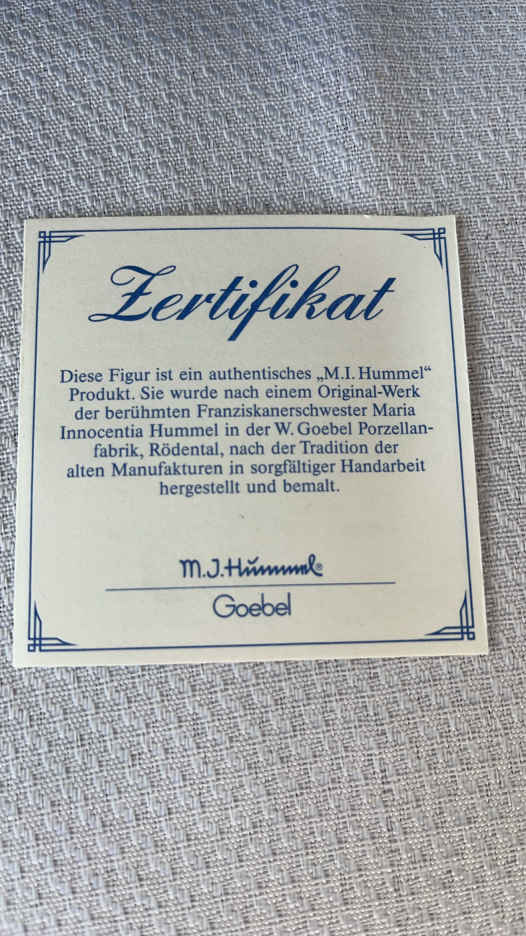 Zertifikat
Diese Figur ist ein authentisches „M.I. Hummel“
Produkt. Sie wurde nach einem Original-Werk
der berühmten Franziskanerschwester Maria
Innocentia Hummel in der W. Goebel Porzellan-
fabrik, Rödental, nach der Tradition der
alten Manufakturen in sorgfältiger Handarbeit
hergestellt und bemalt.
M.J.Hummel®
Goebel